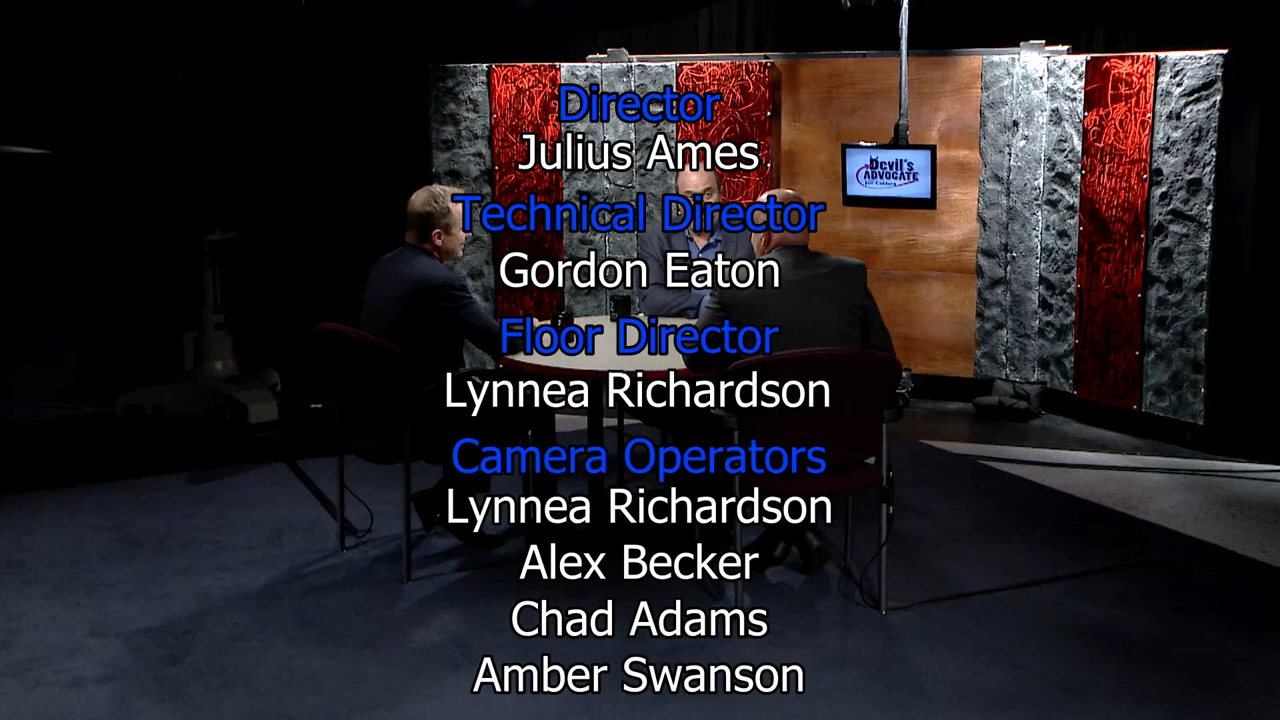 Director
Julius Ames
Devil's
ADVOCATE
Technical Director
Gordon Eaton
Floor Director
Lynnea Richardson
Camera Operators
Lynnea Richardson
Alex Becker
Chad Adams
Amber Swanson